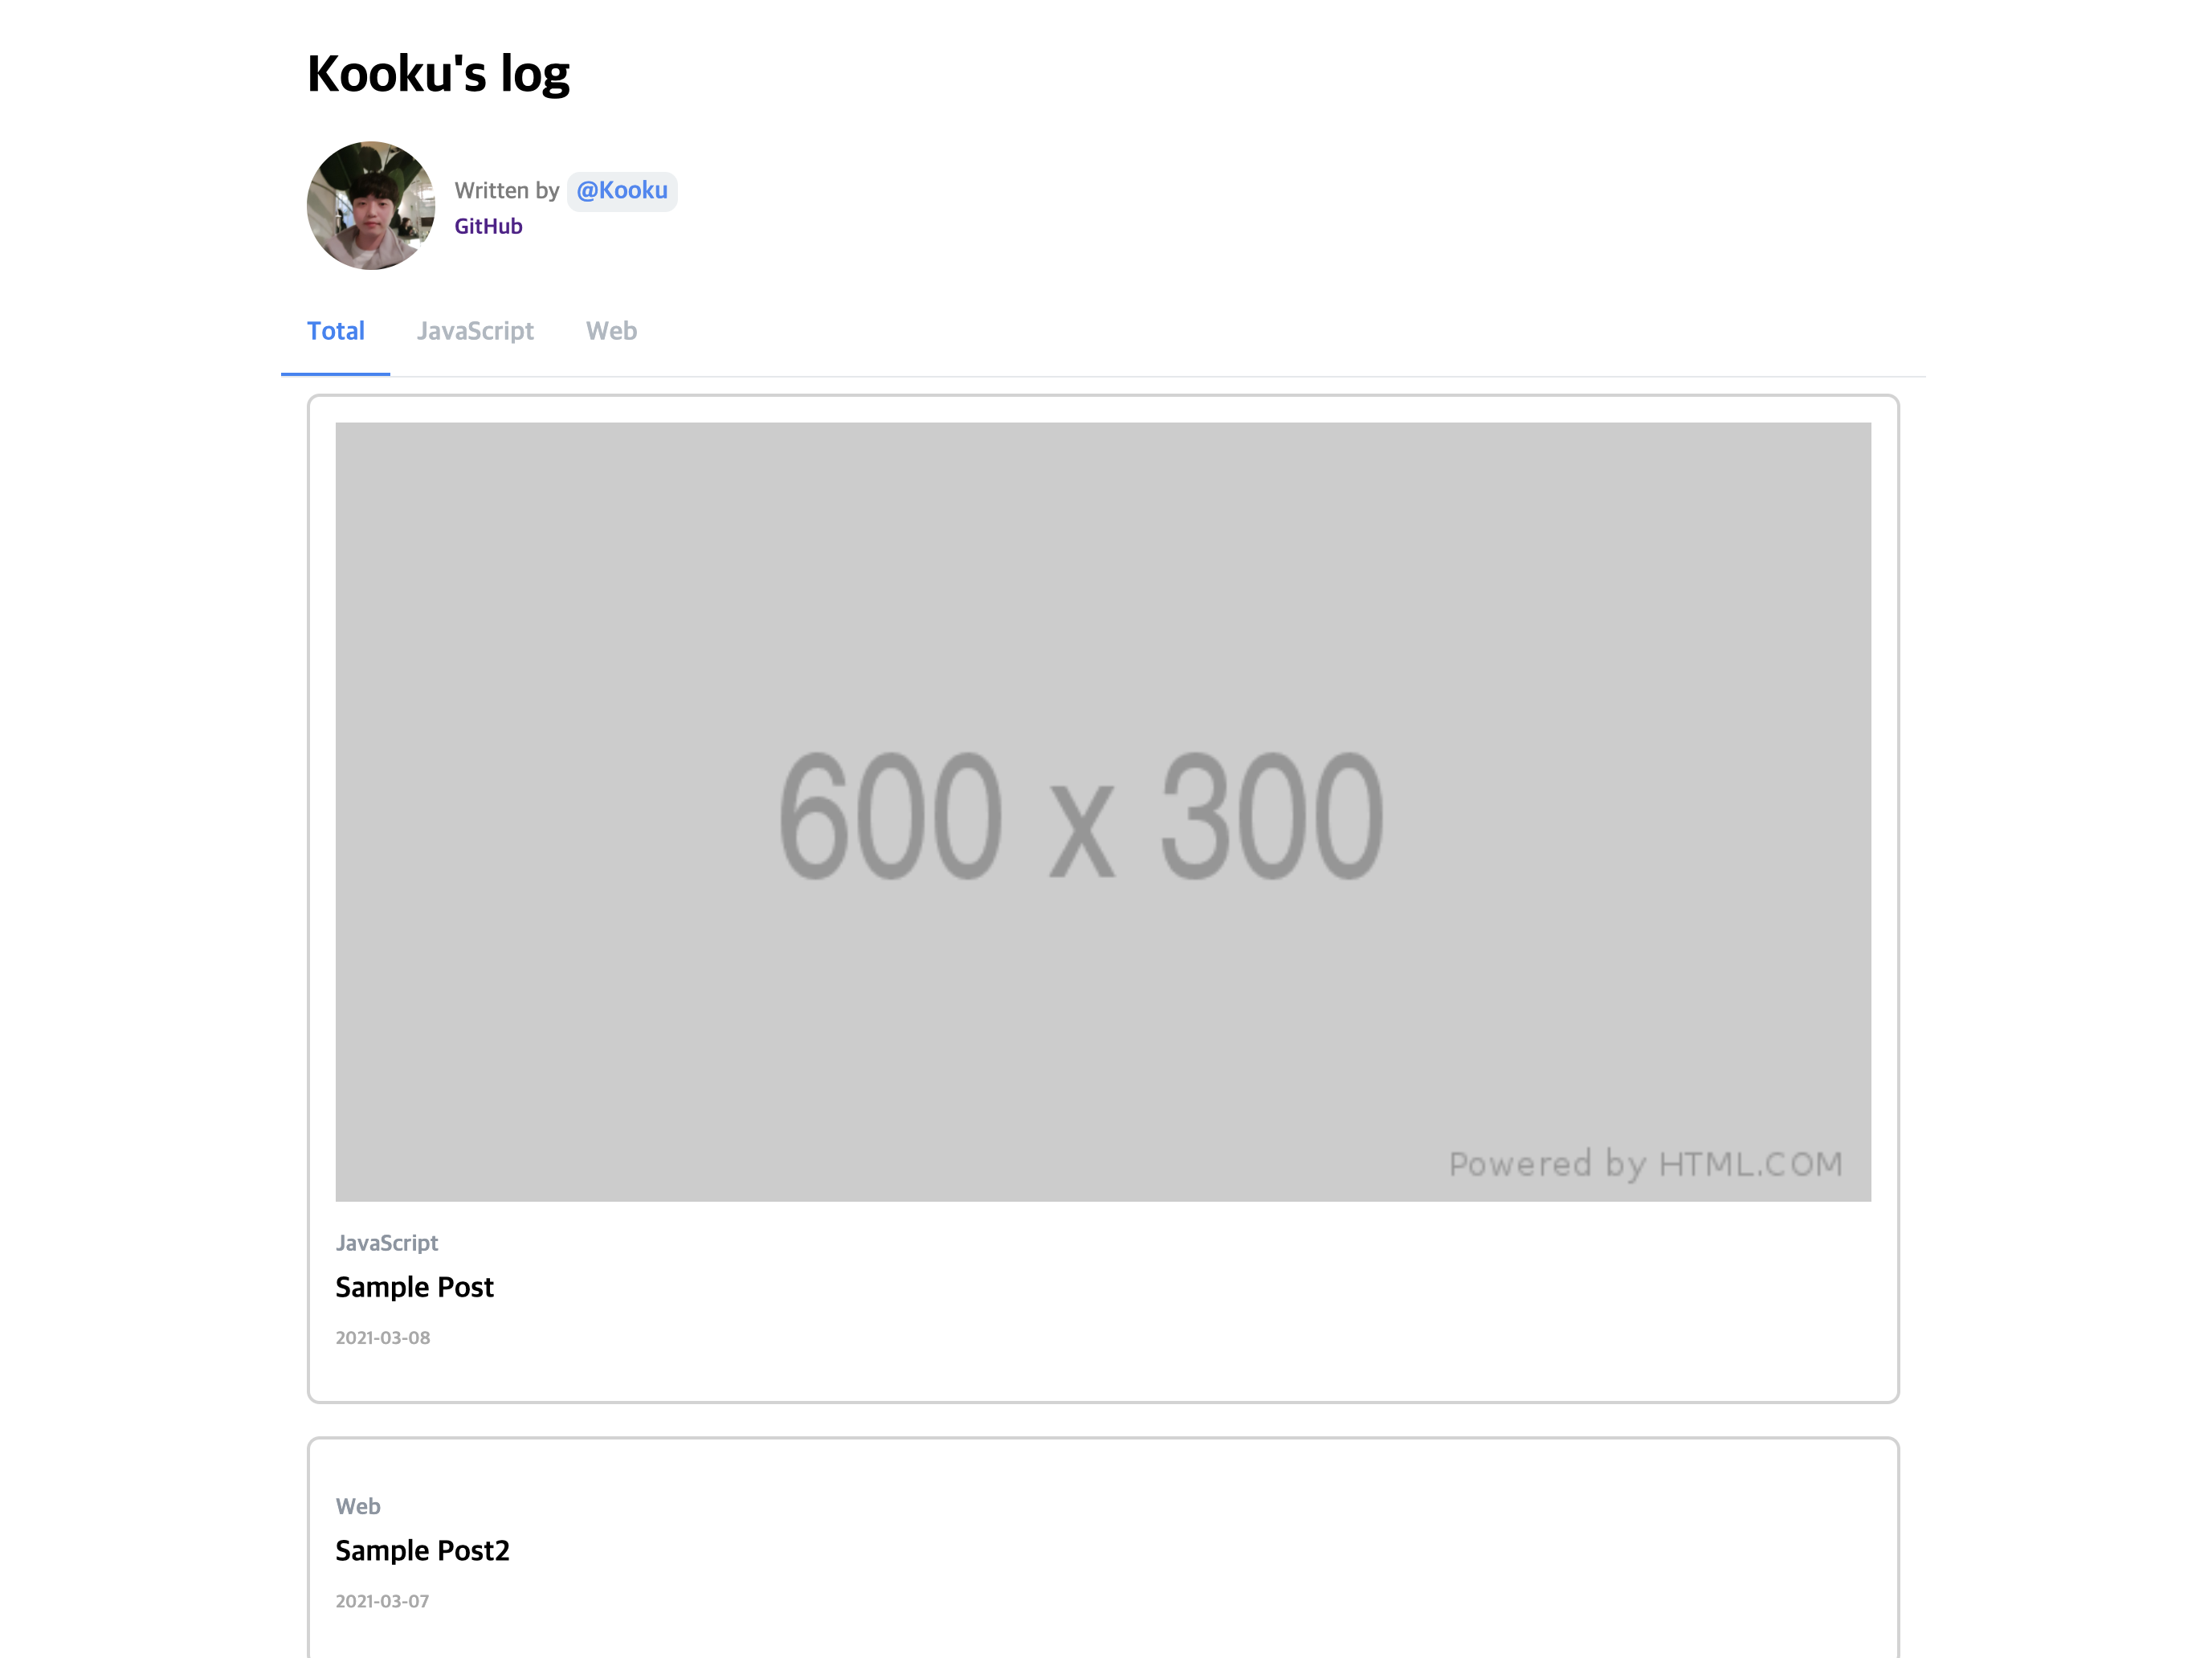 Kooku's log
Written by @Kooku
GitHub
Total JavaScript Web
600 x 300
Powered by HTML.COM
JavaScript
Sample Post
2021-03-08
Web
Sample Post2
2021-03-07